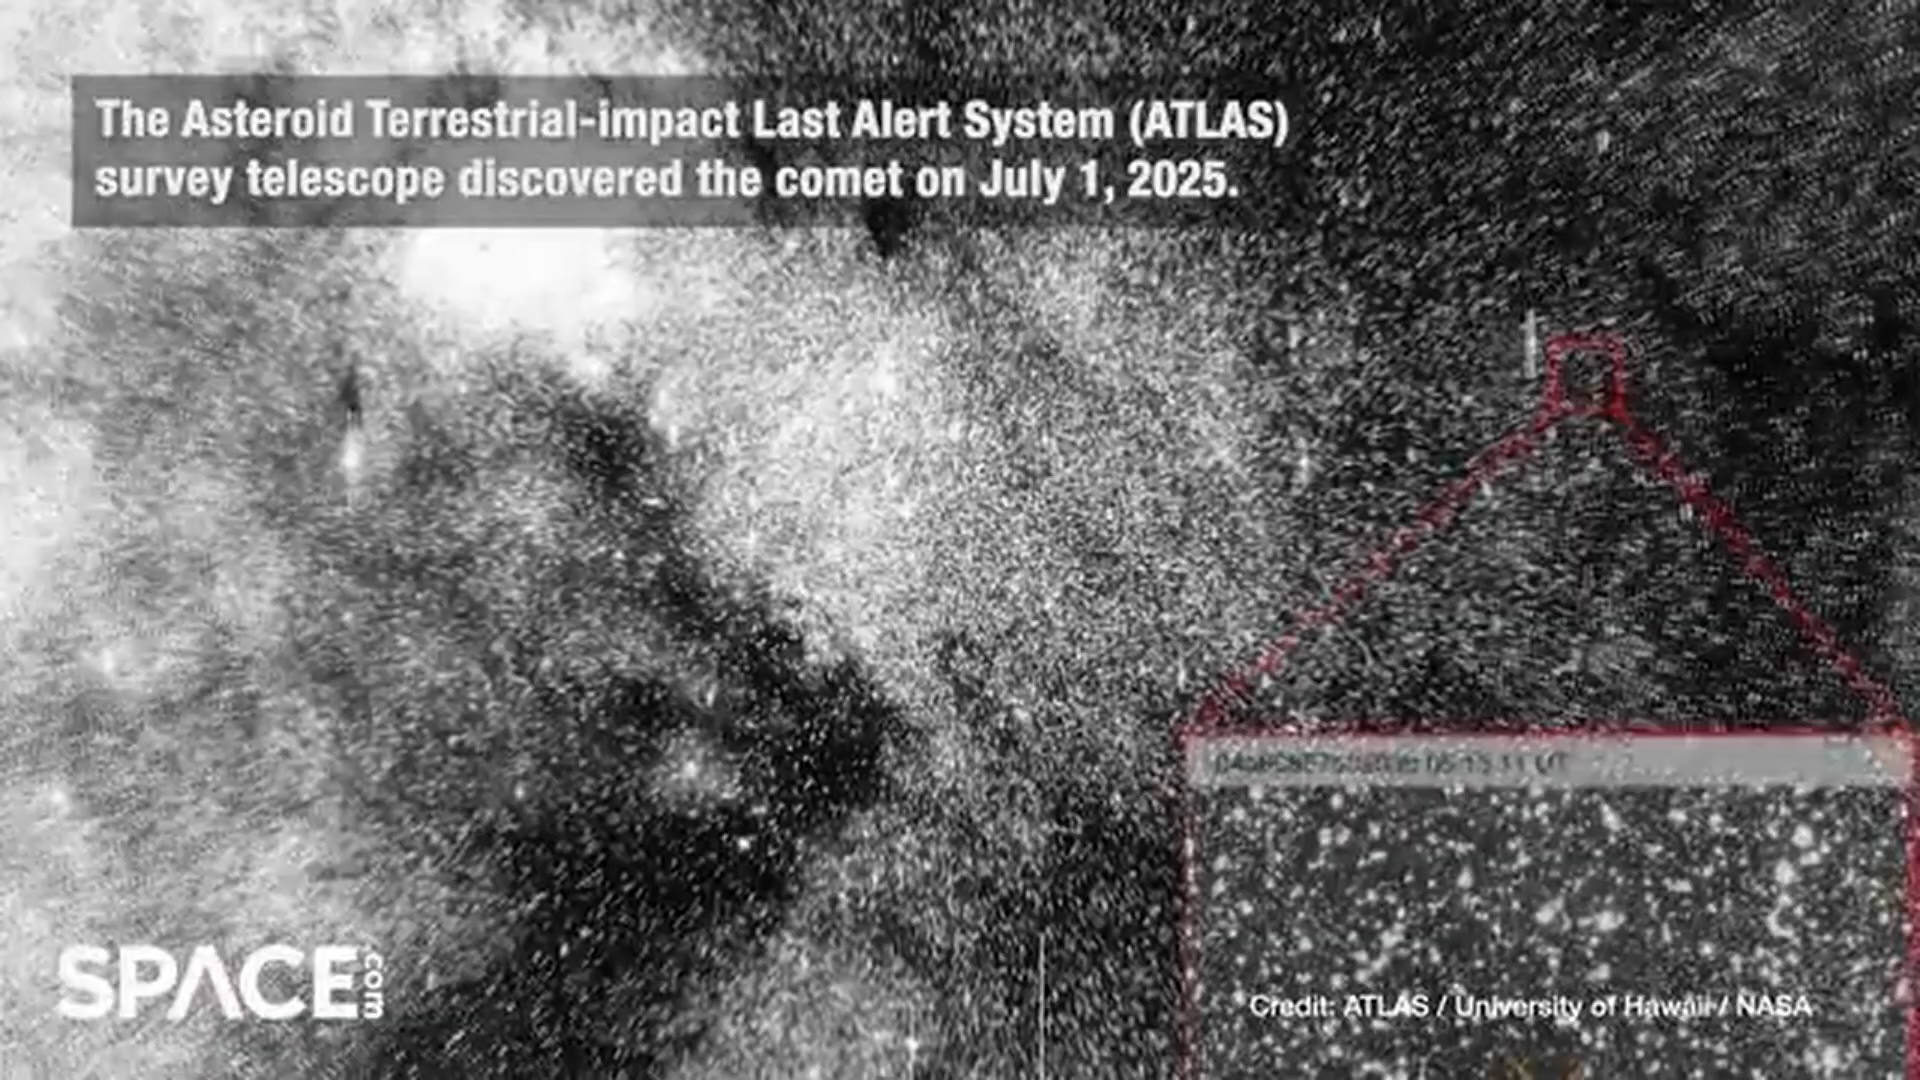 The Asteroid Terrestrial-impact Last Alert System (ATLAS)
survey telescope discovered the comet on July 1, 2025.
SPACE.com
Credit: ATLAS / University of Hawaii / NASA